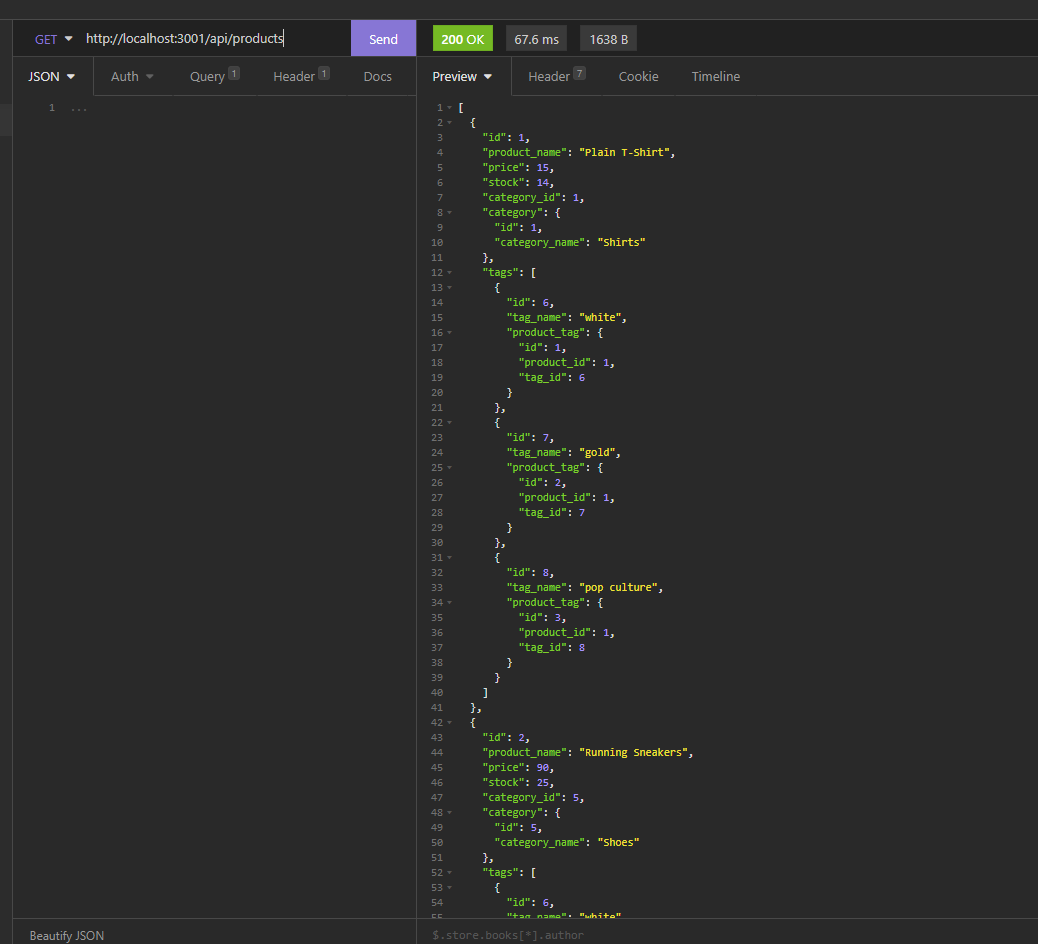 GET http://localhost:3001/api/products Send 200 OK 67.6 ms 1638 B
JSON Auth Query 1 Header 1 Docs Preview Header 7 Cookie Timeline
1 ...
1 [
2 {
3 "id": 1,
4 "product_name": "Plain T-Shirt",
5 "price": 15,
6 "stock": 14,
7 "category_id": 1,
8 "category": {
9 "id": 1,
10 "category_name": "Shirts"
11 },
12 "tags": [
13 {
14 "id": 6,
15 "tag_name": "white",
16 "product_tag": {
17 "id": 1,
18 "product_id": 1,
19 "tag_id": 6
20 }
21 },
22 {
23 "id": 7,
24 "tag_name": "gold",
25 "product_tag": {
26 "id": 2,
27 "product_id": 1,
28 "tag_id": 7
29 }
30 },
31 {
32 "id": 8,
33 "tag_name": "pop culture",
34 "product_tag": {
35 "id": 3,
36 "product_id": 1,
37 "tag_id": 8
38 }
39 }
40 ]
41 },
42 {
43 "id": 2,
44 "product_name": "Running Sneakers",
45 "price": 90,
46 "stock": 25,
47 "category_id": 5,
48 "category": {
49 "id": 5,
50 "category_name": "Shoes"
51 },
52 "tags": [
53 {
54 "id": 6,
55 "tag_name": "white"
Beautify JSON $.store.books[*].author